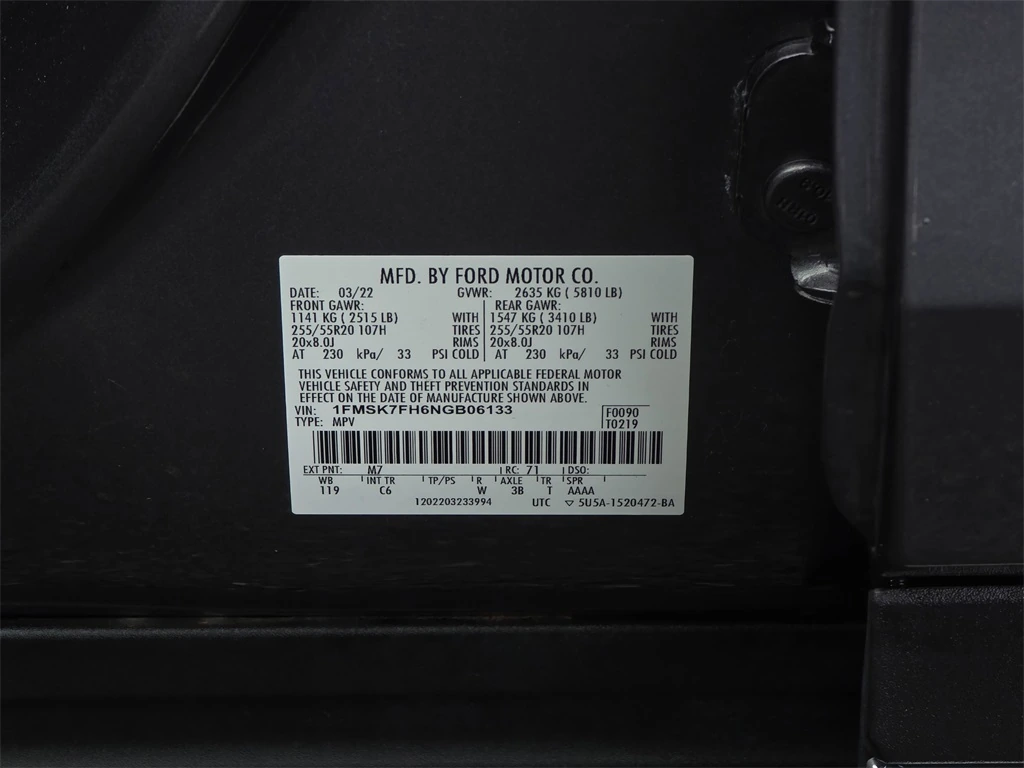 MFD. BY FORD MOTOR CO.
DATE: 03/22 GVWR: 2635 KG ( 5810 LB)
FRONT GAWR: REAR GAWR:
1141 KG ( 2515 LB) WITH 1547 KG ( 3410 LB) WITH
255/55R20 107H TIRES 255/55R20 107H TIRES
20x8.0J RIMS 20x8.0J RIMS
AT 230 kPa/ 33 PSI COLD AT 230 kPa/ 33 PSI COLD
THIS VEHICLE CONFORMS TO ALL APPLICABLE FEDERAL MOTOR
VEHICLE SAFETY AND THEFT PREVENTION STANDARDS IN
EFFECT ON THE DATE OF MANUFACTURE SHOWN ABOVE.
VIN: 1FMSK7FH6NGB06133 F0090
TYPE: MPV T0219
EXT PNT: M7 RC: 71 DSO:
WB INT TR TP/PS R AXLE TR SPR
119 C6 W 3B T AAAA
1202203233994 UTC ▽ 5U5A-1520472-BA